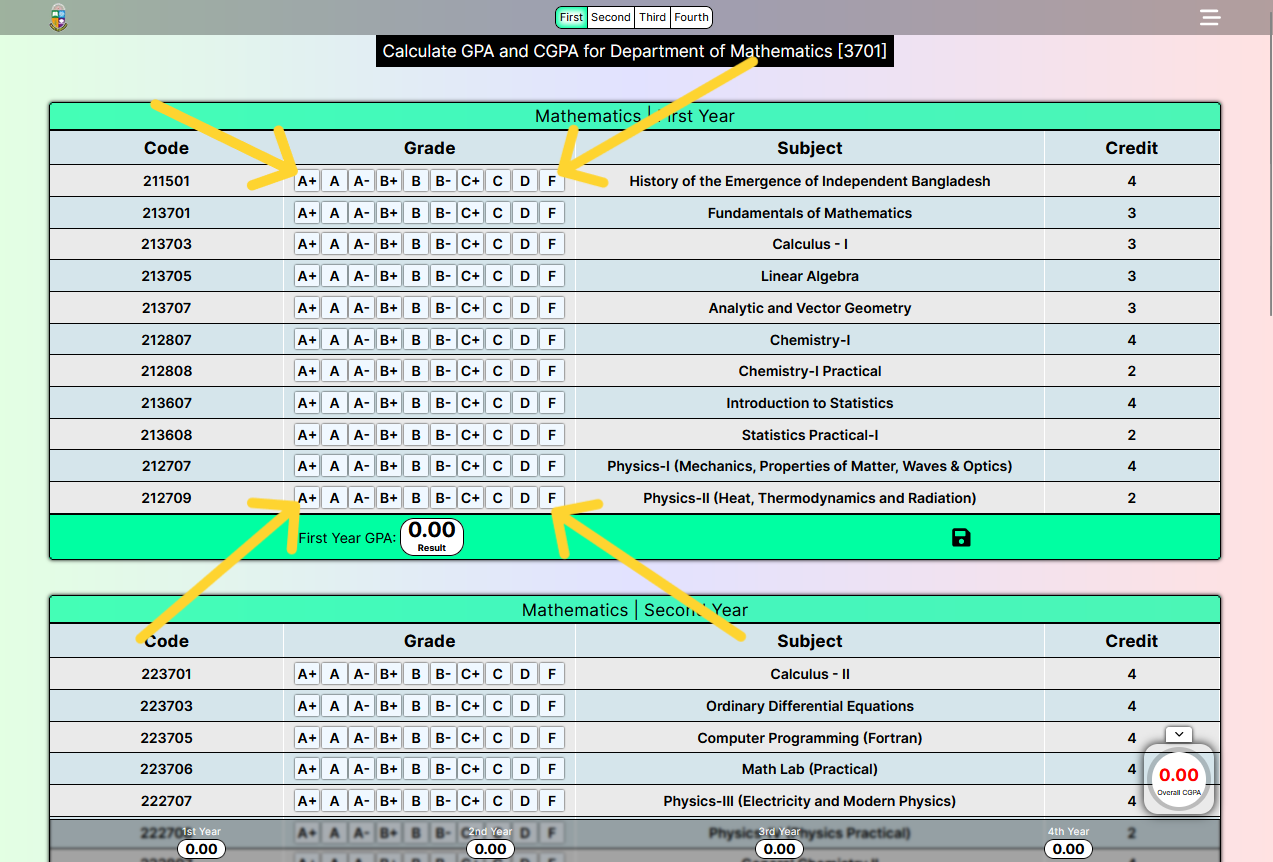 First Second Third Fourth
Calculate GPA and CGPA for Department of Mathematics [3701]
Mathematics | First Year
Code Grade Subject Credit
211501 A+ A A- B+ B B- C+ C D F History of the Emergence of Independent Bangladesh 4
213701 A+ A A- B+ B B- C+ C D F Fundamentals of Mathematics 3
213703 A+ A A- B+ B B- C+ C D F Calculus - I 3
213705 A+ A A- B+ B B- C+ C D F Linear Algebra 3
213707 A+ A A- B+ B B- C+ C D F Analytic and Vector Geometry 3
212807 A+ A A- B+ B B- C+ C D F Chemistry-I 4
212808 A+ A A- B+ B B- C+ C D F Chemistry-I Practical 2
213607 A+ A A- B+ B B- C+ C D F Introduction to Statistics 4
213608 A+ A A- B+ B B- C+ C D F Statistics Practical-I 2
212707 A+ A A- B+ B B- C+ C D F Physics-I (Mechanics, Properties of Matter, Waves & Optics) 4
212709 A+ A A- B+ B B- C+ C D F Physics-II (Heat, Thermodynamics and Radiation) 2
First Year GPA: 0.00
Result
Mathematics | Second Year
Code Grade Subject Credit
223701 A+ A A- B+ B B- C+ C D F Calculus - II 4
223703 A+ A A- B+ B B- C+ C D F Ordinary Differential Equations 4
223705 A+ A A- B+ B B- C+ C D F Computer Programming (Fortran) 4
223706 A+ A A- B+ B B- C+ C D F Math Lab (Practical) 4
222707 A+ A A- B+ B B- C+ C D F Physics-III (Electricity and Modern Physics) 4
0.00
Overall CGPA
A+ A A- B+ B D F 2
1st Year 2nd Year 3rd Year 4th Year
0.00 0.00 0.00 0.00